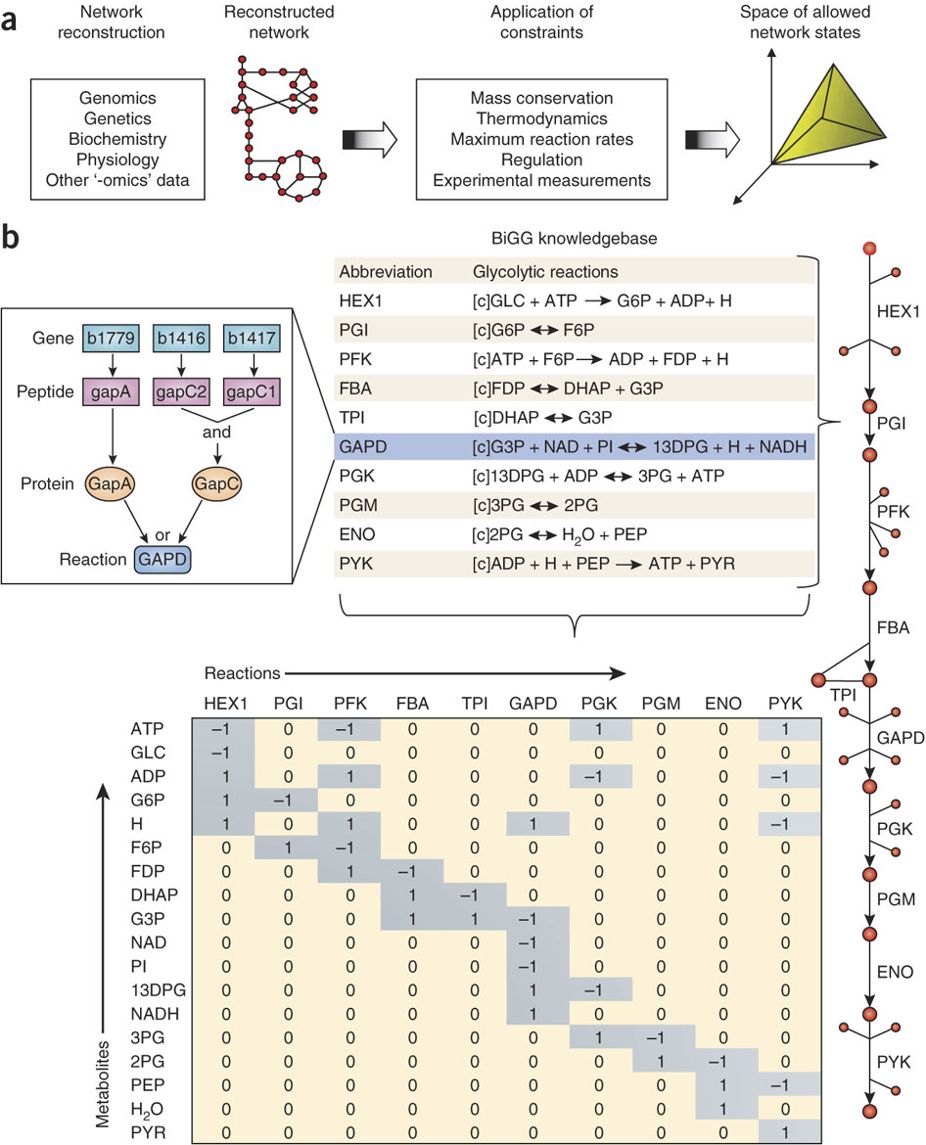 a
Network reconstruction
Reconstructed network
Application of constraints
Space of allowed network states
Genomics
Genetics
Biochemistry
Physiology
Other ‘-omics’ data
Mass conservation
Thermodynamics
Maximum reaction rates
Regulation
Experimental measurements
b
BiGG knowledgebase
Abbreviation Glycolytic reactions
HEX1 [c]GLC + ATP → G6P + ADP+ H
PGI [c]G6P ↔ F6P
PFK [c]ATP + F6P → ADP + FDP + H
FBA [c]FDP ↔ DHAP + G3P
TPI [c]DHAP ↔ G3P
GAPD [c]G3P + NAD + PI ↔ 13DPG + H + NADH
PGK [c]13DPG + ADP ↔ 3PG + ATP
PGM [c]3PG ↔ 2PG
ENO [c]2PG ↔ H2O + PEP
PYK [c]ADP + H + PEP → ATP + PYR
Gene b1779 b1416 b1417
Peptide gapA gapC2 gapC1
and
Protein GapA GapC
or
Reaction GAPD
HEX1
PGI
PFK
FBA
TPI
GAPD
PGK
PGM
ENO
PYK
Reactions
HEX1 PGI PFK FBA TPI GAPD PGK PGM ENO PYK
ATP –1 0 –1 0 0 0 1 0 0 1
GLC –1 0 0 0 0 0 0 0 0 0
ADP 1 0 1 0 0 0 –1 0 0 –1
G6P 1 –1 0 0 0 0 0 0 0 0
H 1 0 1 0 0 1 0 0 0 –1
F6P 0 1 –1 0 0 0 0 0 0 0
FDP 0 0 1 –1 0 0 0 0 0 0
DHAP 0 0 0 1 –1 0 0 0 0 0
G3P 0 0 0 1 1 –1 0 0 0 0
NAD 0 0 0 0 0 –1 0 0 0 0
PI 0 0 0 0 0 –1 0 0 0 0
13DPG 0 0 0 0 0 1 –1 0 0 0
NADH 0 0 0 0 0 1 0 0 0 0
3PG 0 0 0 0 0 0 1 –1 0 0
2PG 0 0 0 0 0 0 0 1 –1 0
PEP 0 0 0 0 0 0 0 0 1 –1
H2O 0 0 0 0 0 0 0 0 1 0
PYR 0 0 0 0 0 0 0 0 0 1
Metabolites